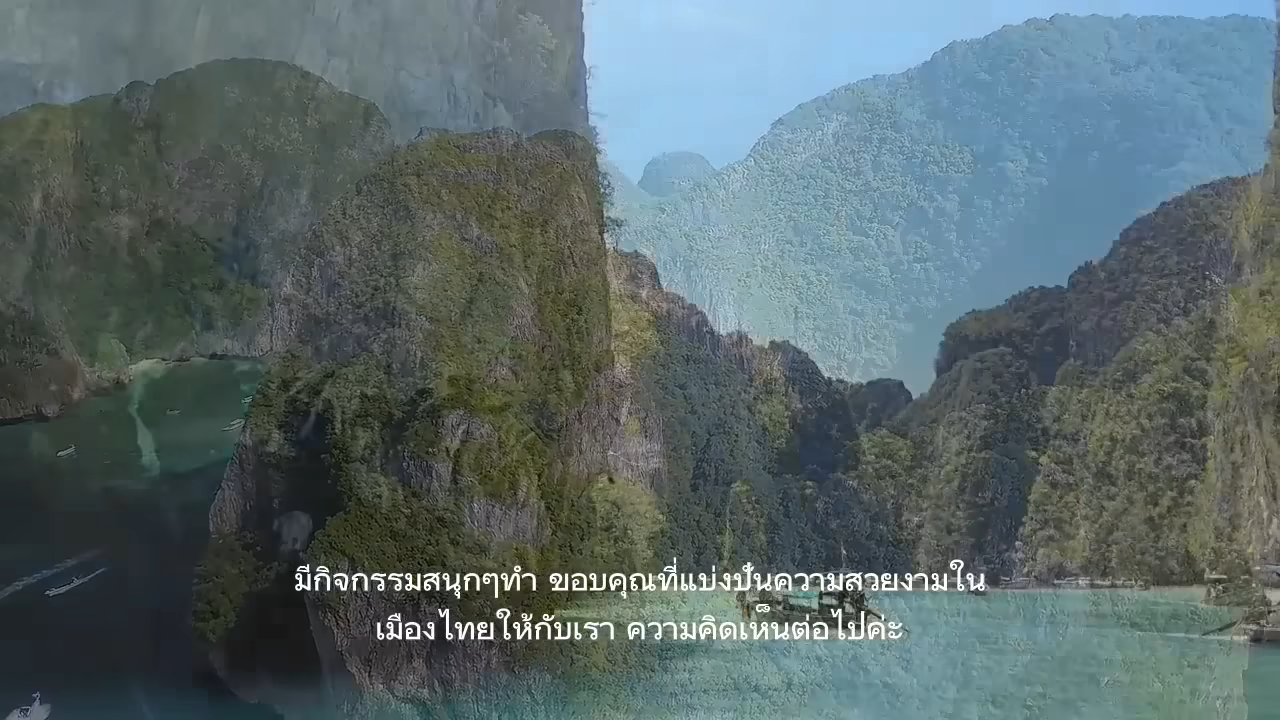 มีกิจกรรมสนุกๆทำ ขอบคุณที่แบ่งปันความสวยงามใน
เมืองไทยให้กับเรา ความคิดเห็นต่อไปค่ะ